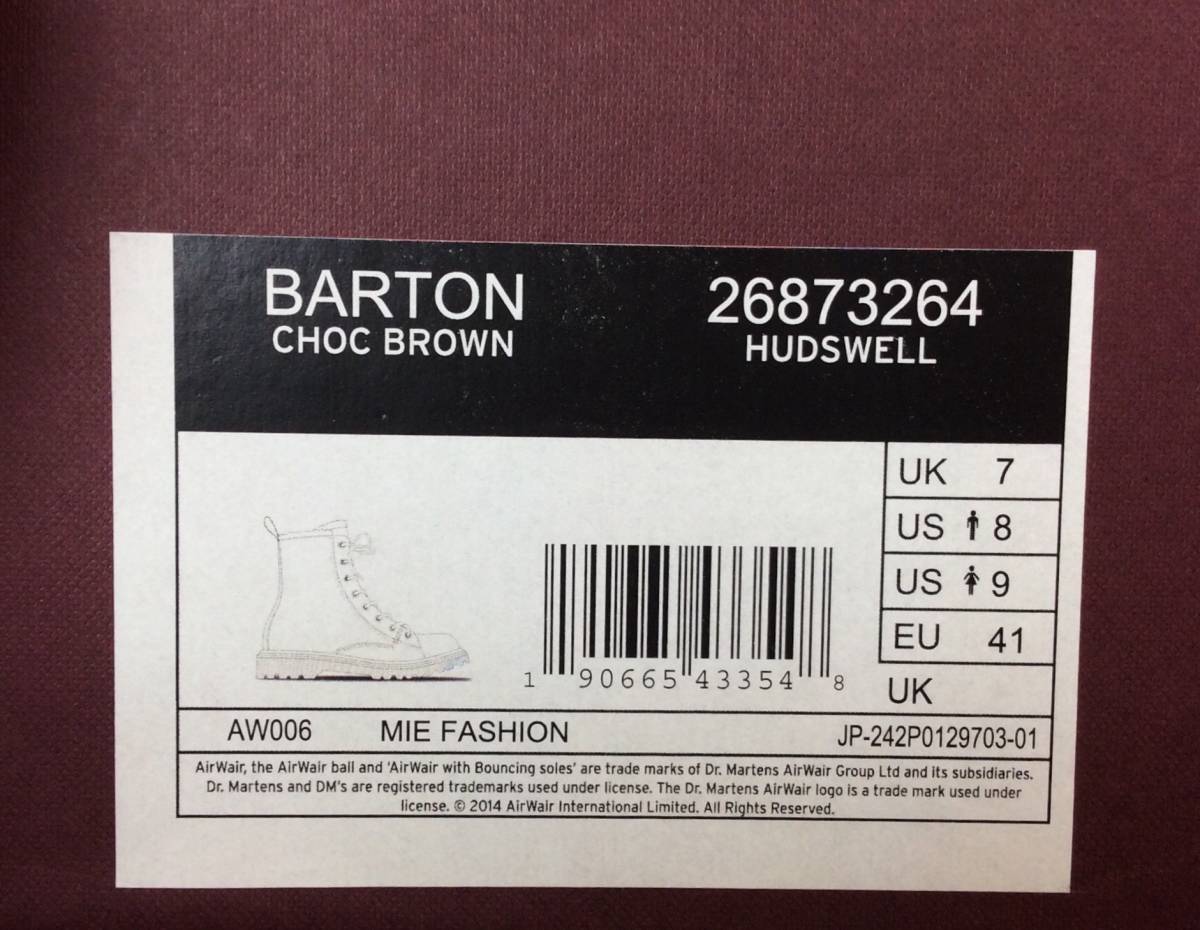 BARTON
CHOC BROWN
26873264
HUDSWELL
UK 7
US 8
US 9
EU 41
UK
1 90665 43354 8
AW006 MIE FASHION JP-242P0129703-01
AirWair, the AirWair ball and 'AirWair with Bouncing soles' are trade marks of Dr. Martens AirWair Group Ltd and its subsidiaries.
Dr. Martens and DM's are registered trademarks used under license. The Dr. Martens AirWair logo is a trade mark used under
license. © 2014 AirWair International Limited. All Rights Reserved.